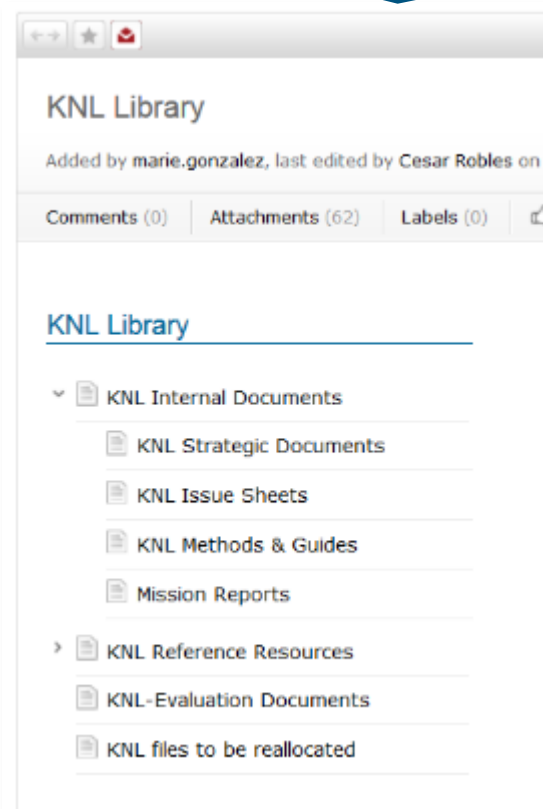 KNL Library
Added by marie.gonzalez, last edited by Cesar Robles on
Comments (0) Attachments (62) Labels (0)
KNL Library
KNL Internal Documents
KNL Strategic Documents
KNL Issue Sheets
KNL Methods & Guides
Mission Reports
KNL Reference Resources
KNL-Evaluation Documents
KNL files to be reallocated